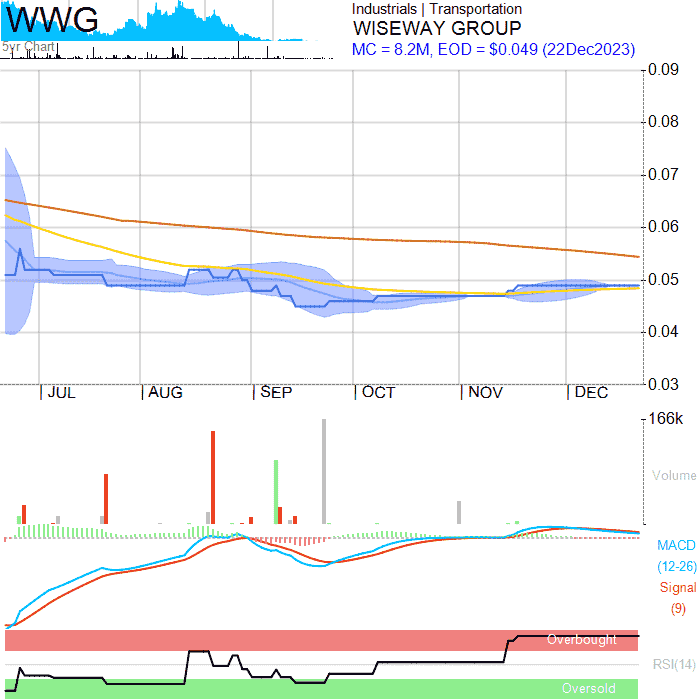 WWG
5yr Chart
Industrials | Transportation
WISEWAY GROUP
MC = 8.2M, EOD = $0.049 (22Dec2023)
0.09
0.08
0.07
0.06
0.05
0.04
0.03
JUL AUG SEP OCT NOV DEC
166k
Volume
MACD
(12-26)
Signal
(9)
Overbought
RSI(14)
Oversold